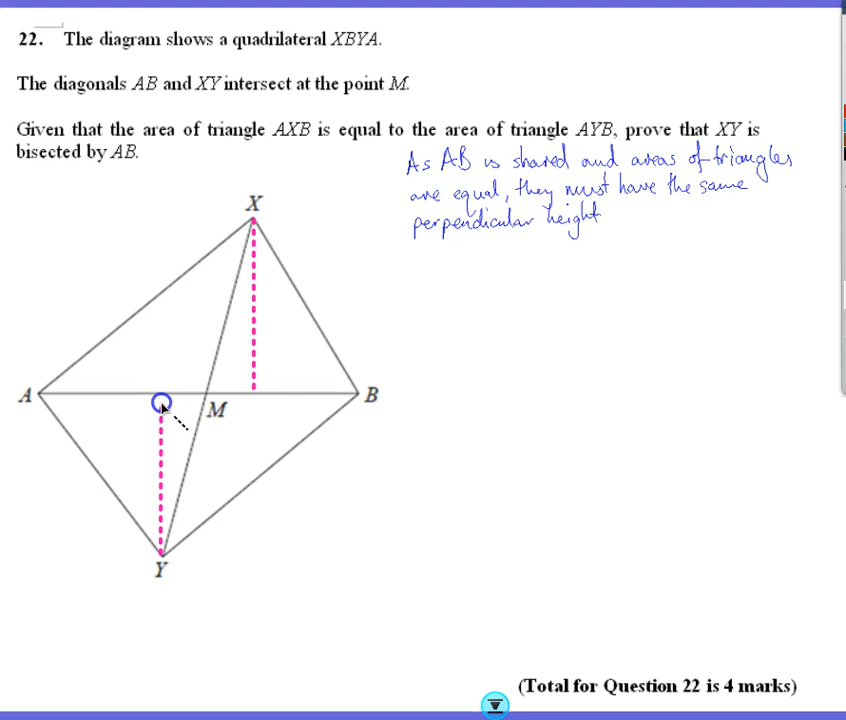 22. The diagram shows a quadrilateral XBYA.
The diagonals AB and XY intersect at the point M.
Given that the area of triangle AXB is equal to the area of triangle AYB, prove that XY is
bisected by AB.
As AB is shared and areas of triangles
are equal, they must have the same
perpendicular height
X
A
M
B
Y
(Total for Question 22 is 4 marks)